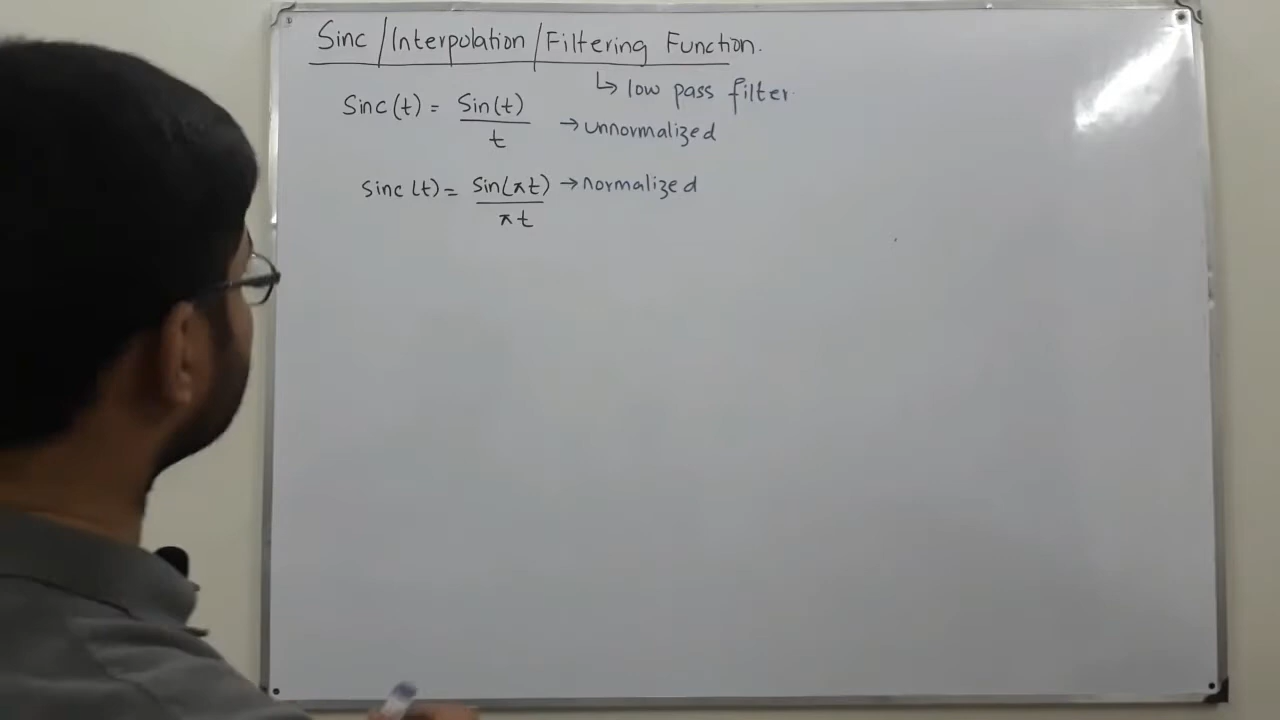 Sinc/Interpolation/Filtering Function.
↳ low pass filter
Sinc(t) = Sin(t)/t → unnormalized
Sinc(t) = Sin(πt)/πt → normalized